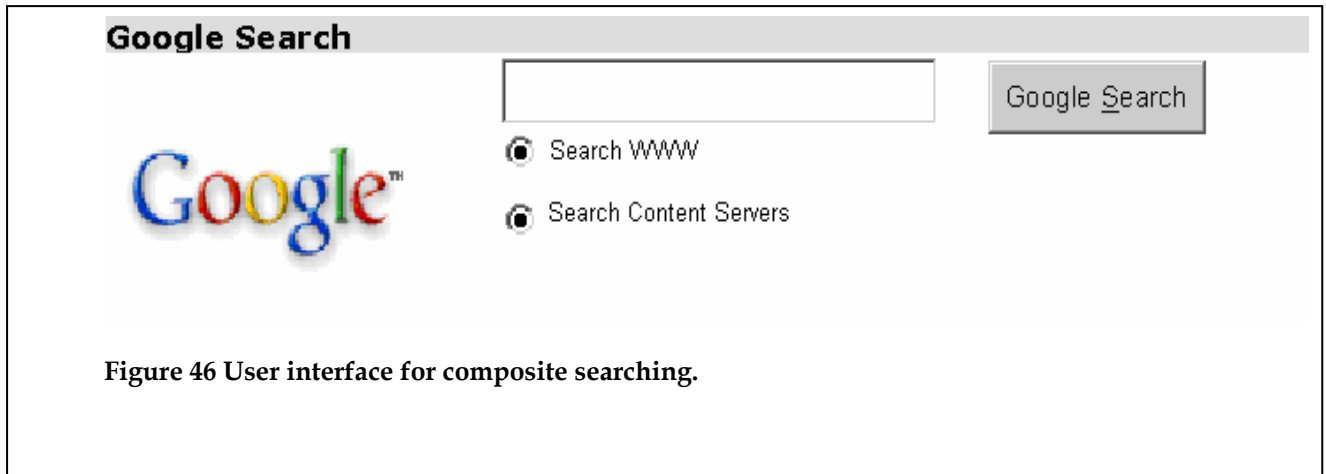 Google Search
Google Search
Search WWW
Google™
Search Content Servers
Figure 46 User interface for composite searching.